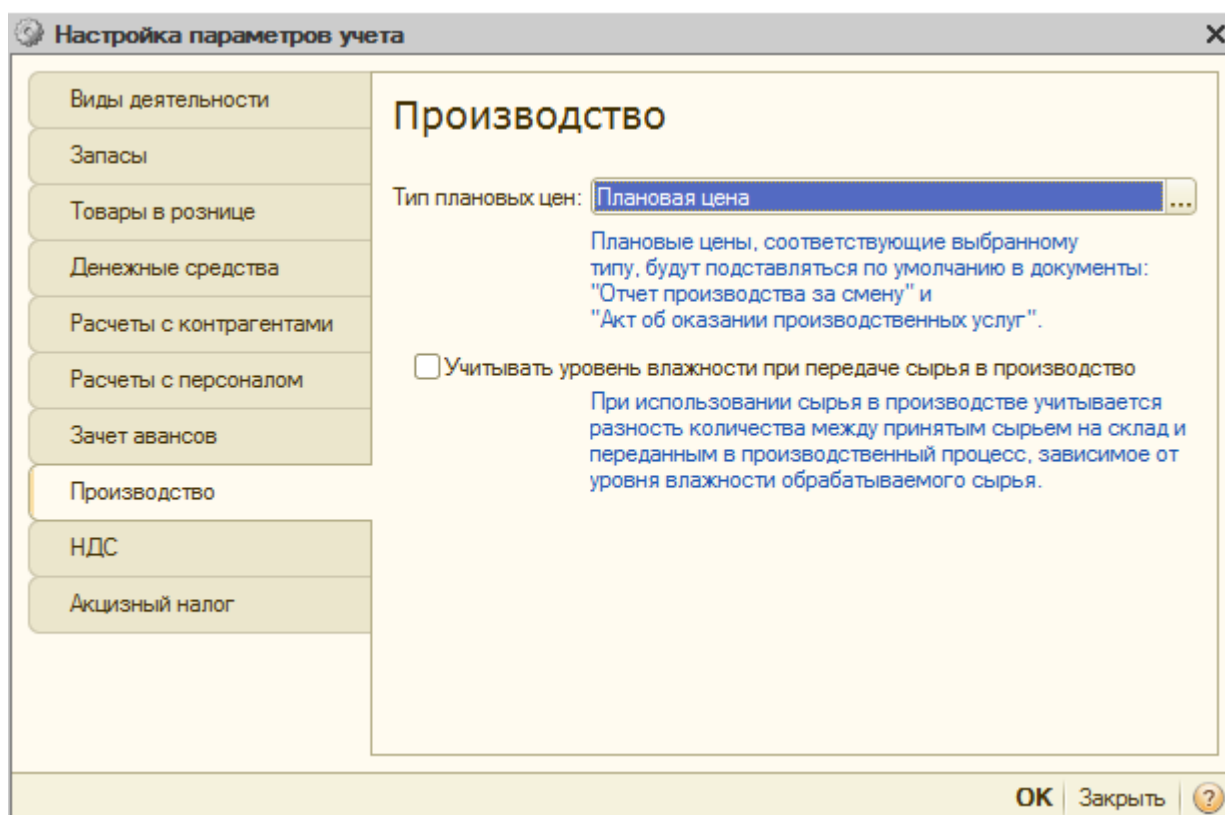 Настройка параметров учета
Виды деятельности
Запасы
Товары в рознице
Денежные средства
Расчеты с контрагентами
Расчеты с персоналом
Зачет авансов
Производство
НДС
Акцизный налог
Производство
Тип плановых цен: Плановая цена ...
Плановые цены, соответствующие выбранному
типу, будут подставляться по умолчанию в документы:
"Отчет производства за смену" и
"Акт об оказании производственных услуг".
Учитывать уровень влажности при передаче сырья в производство
При использовании сырья в производстве учитывается
разность количества между принятым сырьем на склад и
переданным в производственный процесс, зависимое от
уровня влажности обрабатываемого сырья.
OK Закрыть ?